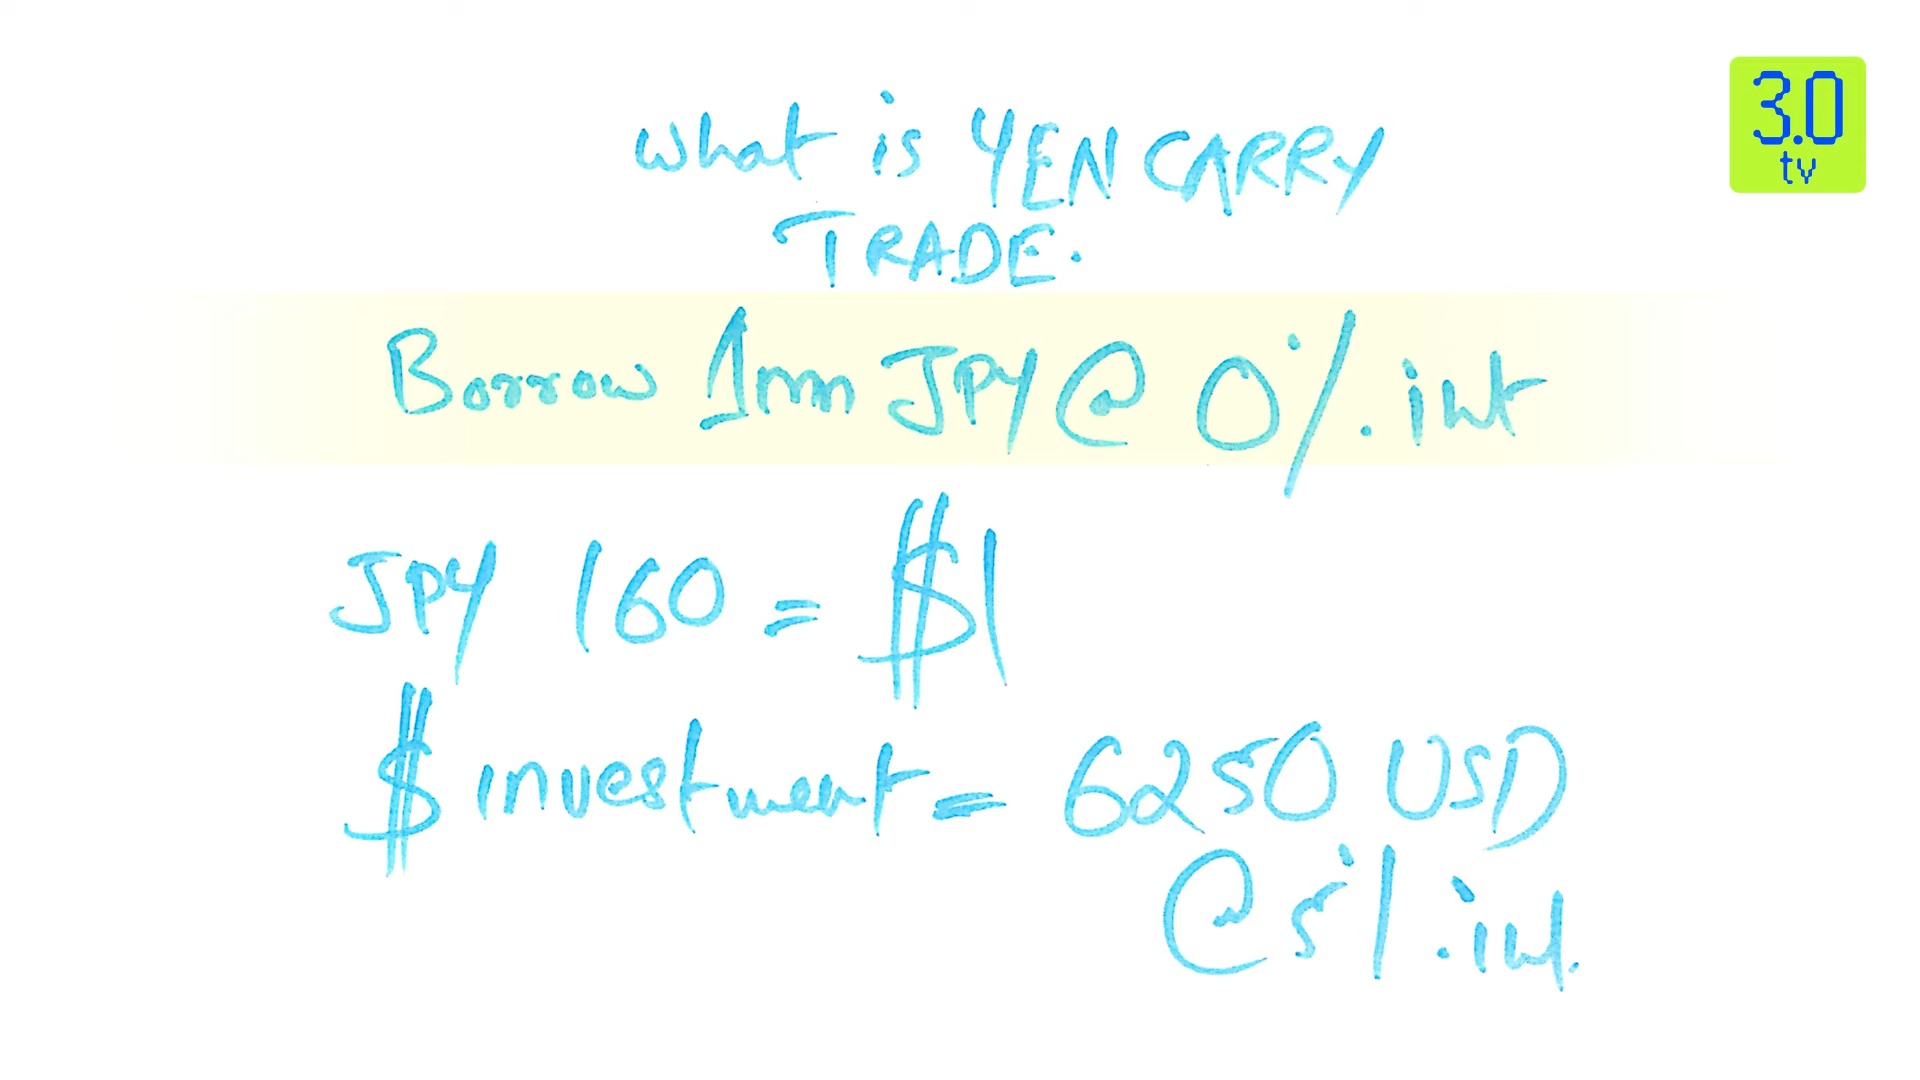 3.0
tv
What is YEN CARRY
TRADE.
Borrow 1mn JPY @ 0%. int
JPY 160 = $1
$ investment = 6250 USD
@ 5%. int.